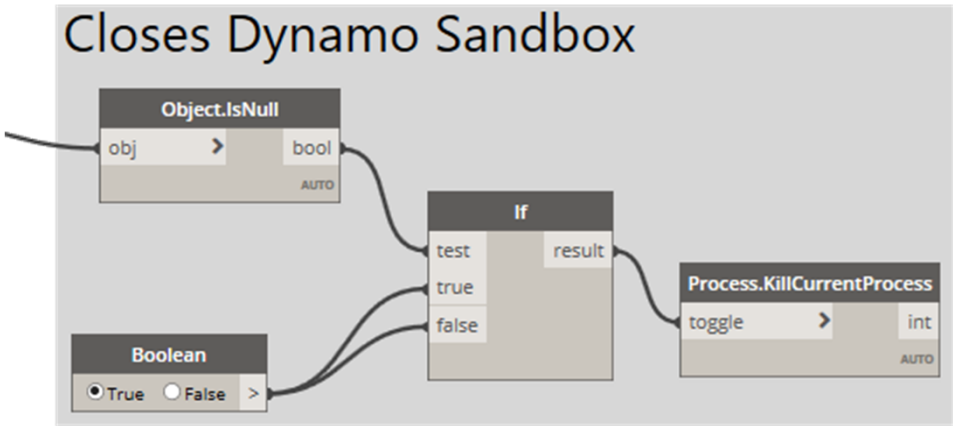 Closes Dynamo Sandbox
Object.IsNull
obj > bool
AUTO
If
test result
true
false
Process.KillCurrentProcess
toggle > int
AUTO
Boolean
True False >